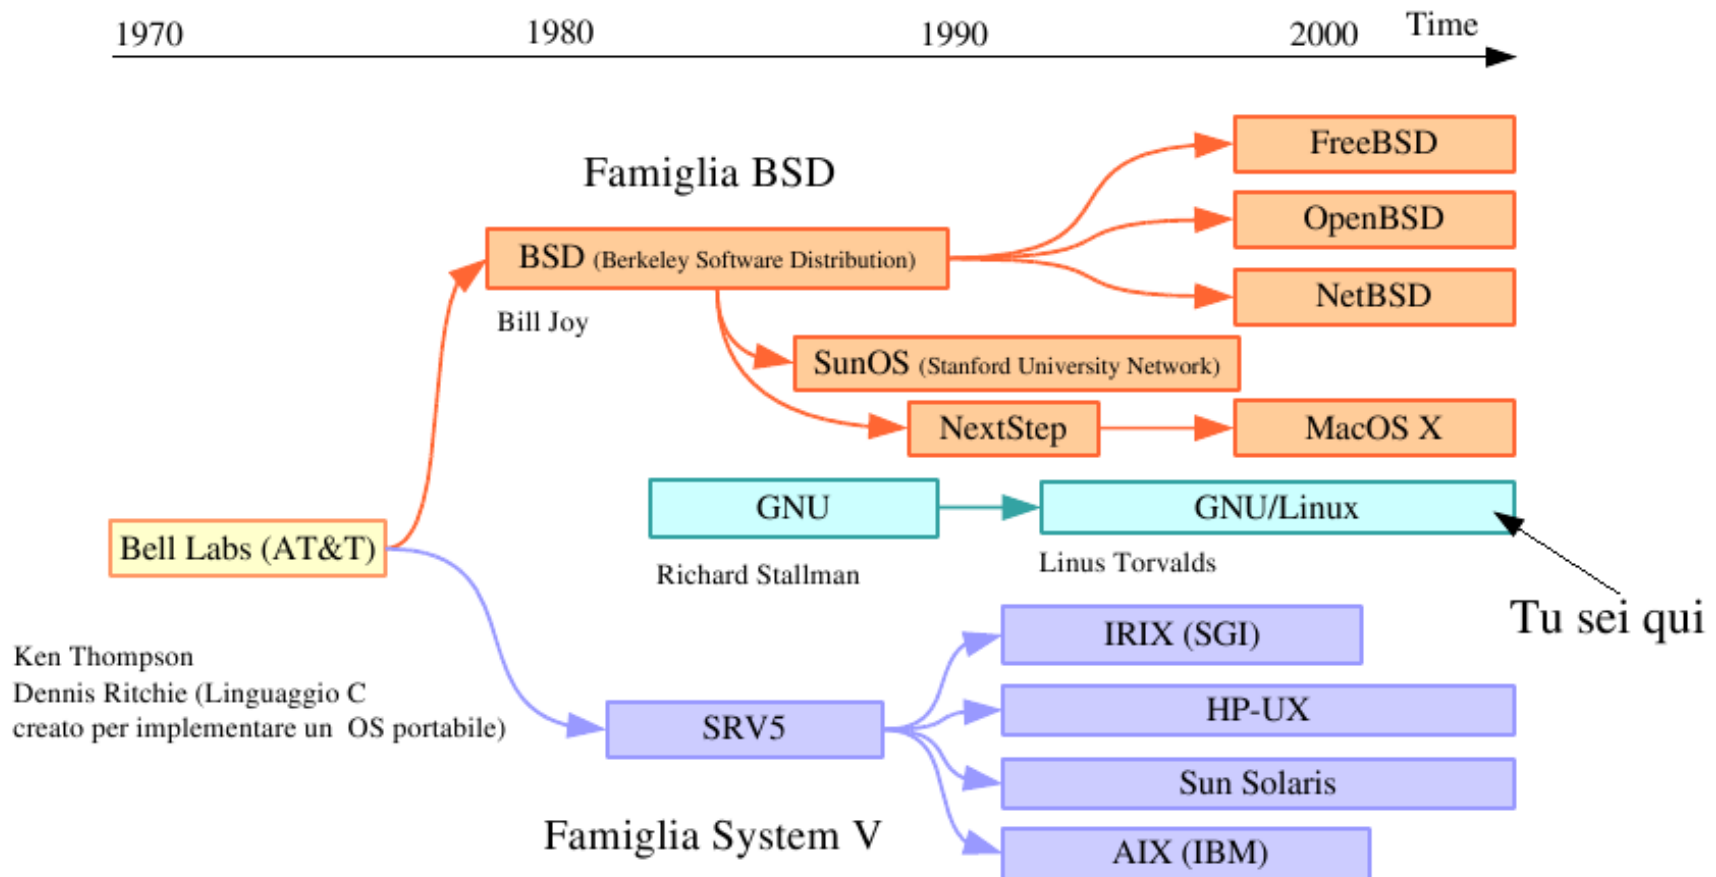 1970 1980 1990 2000 Time
Famiglia BSD
FreeBSD
OpenBSD
BSD (Berkeley Software Distribution)
NetBSD
Bill Joy
SunOS (Stanford University Network)
NextStep
MacOS X
GNU
GNU/Linux
Bell Labs (AT&T)
Richard Stallman
Linus Torvalds
Tu sei qui
IRIX (SGI)
Ken Thompson
Dennis Ritchie (Linguaggio C
creato per implementare un OS portabile)
SRV5
HP-UX
Sun Solaris
Famiglia System V
AIX (IBM)